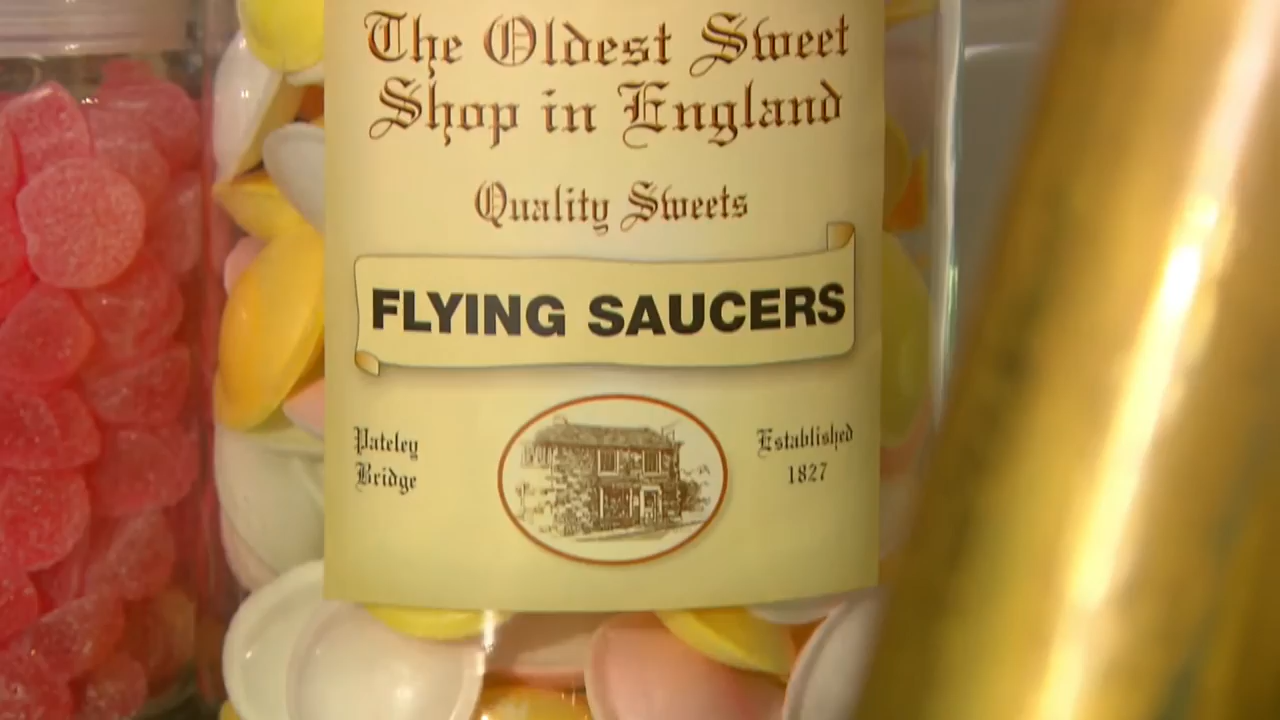 The Oldest Sweet
Shop in England
Quality Sweets
FLYING SAUCERS
Pateley
Bridge
Established
1827